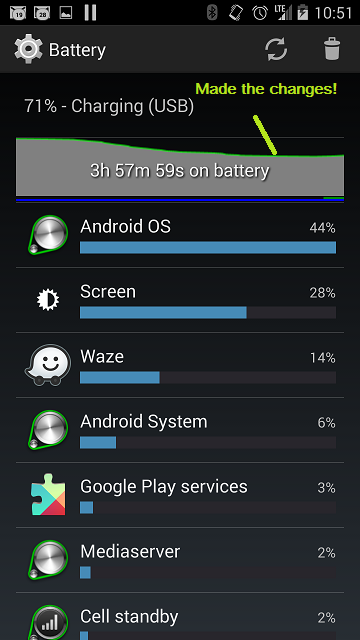 19 28 LTE 10:51
Battery
Made the changes!
71% - Charging (USB)
3h 57m 59s on battery
Android OS 44%
Screen 28%
Waze 14%
Android System 6%
Google Play services 3%
Mediaserver 2%
Cell standby 2%